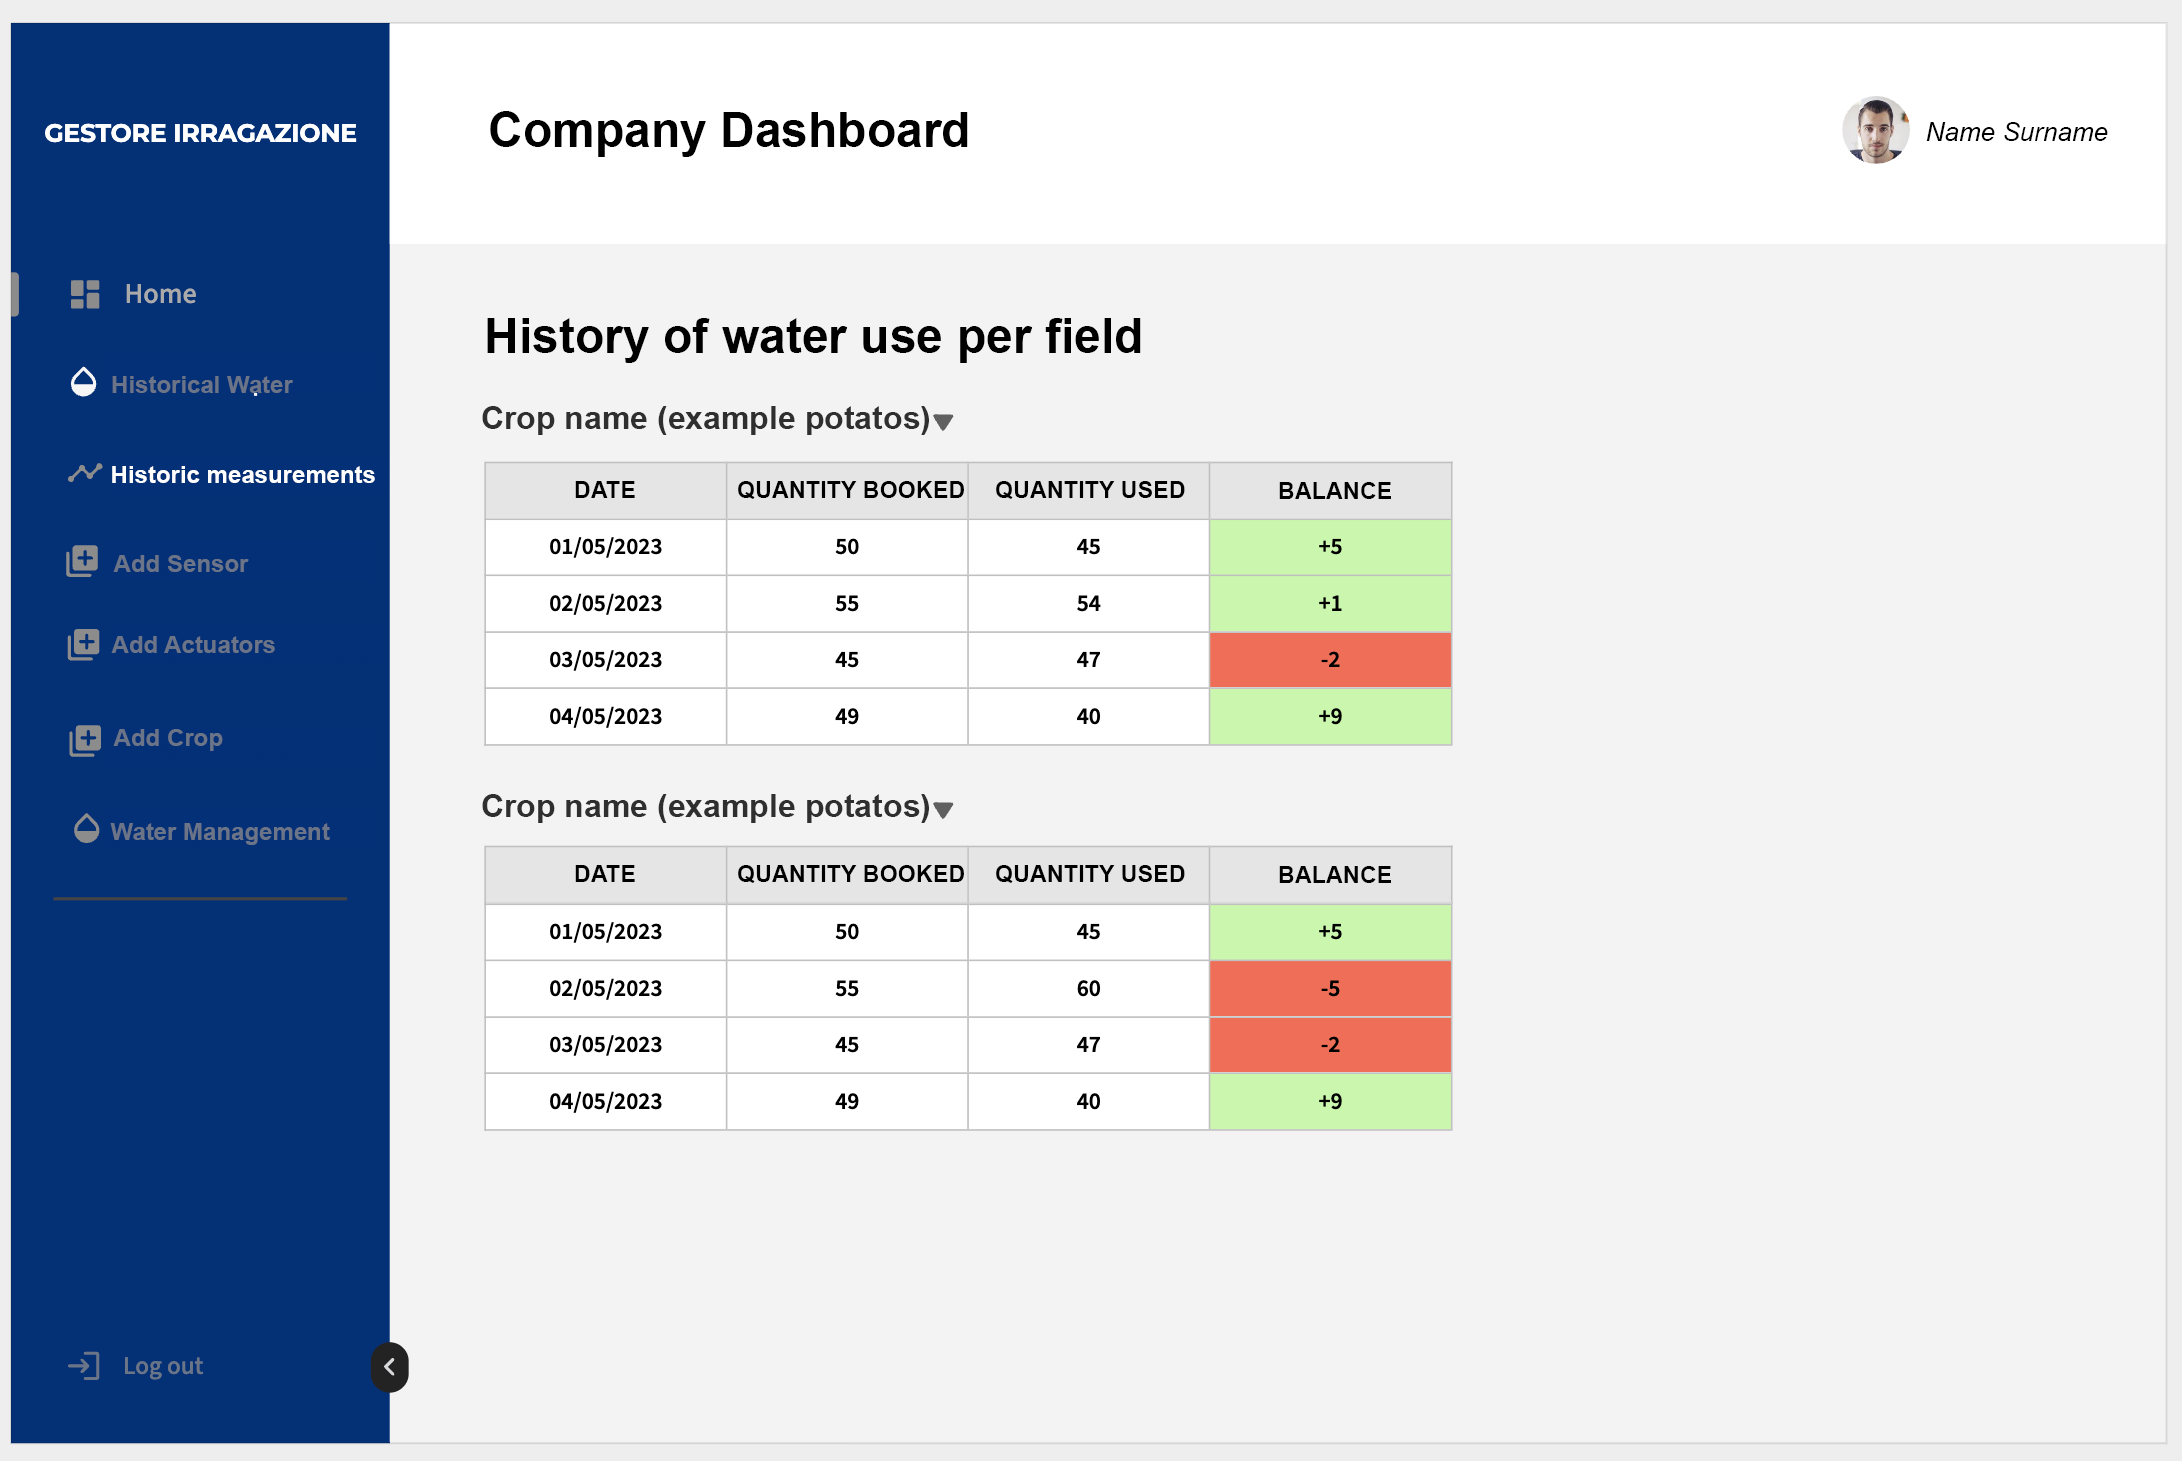 GESTORE IRRAGAZIONE
Company Dashboard
Name Surname
Home
Historical Water
Historic measurements
Add Sensor
Add Actuators
Add Crop
Water Management
Log out
History of water use per field
Crop name (example potatos)
DATE QUANTITY BOOKED QUANTITY USED BALANCE
01/05/2023 50 45 +5
02/05/2023 55 54 +1
03/05/2023 45 47 -2
04/05/2023 49 40 +9
Crop name (example potatos)
DATE QUANTITY BOOKED QUANTITY USED BALANCE
01/05/2023 50 45 +5
02/05/2023 55 60 -5
03/05/2023 45 47 -2
04/05/2023 49 40 +9